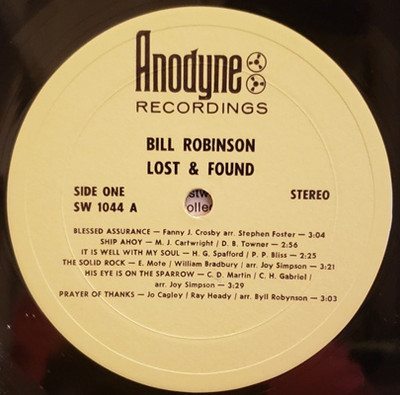 Anodyne
RECORDINGS
BILL ROBINSON
LOST & FOUND
SIDE ONE
STEREO
SW 1044 A
BLESSED ASSURANCE — Fanny J. Crosby arr. Stephen Foster — 3:04
SHIP AHOY — M. J. Cartwright / D. B. Towner — 2:56
IT IS WELL WITH MY SOUL — H. G. Spafford / P. P. Bliss — 2:25
THE SOLID ROCK — E. Mote / William Bradbury / arr. Joy Simpson — 3:21
HIS EYE IS ON THE SPARROW — C. D. Martin / C. H. Gabriel /
arr. Joy Simpson — 3:29
PRAYER OF THANKS — Jo Cagley / Ray Heady / arr. Byll Robynson — 3:03